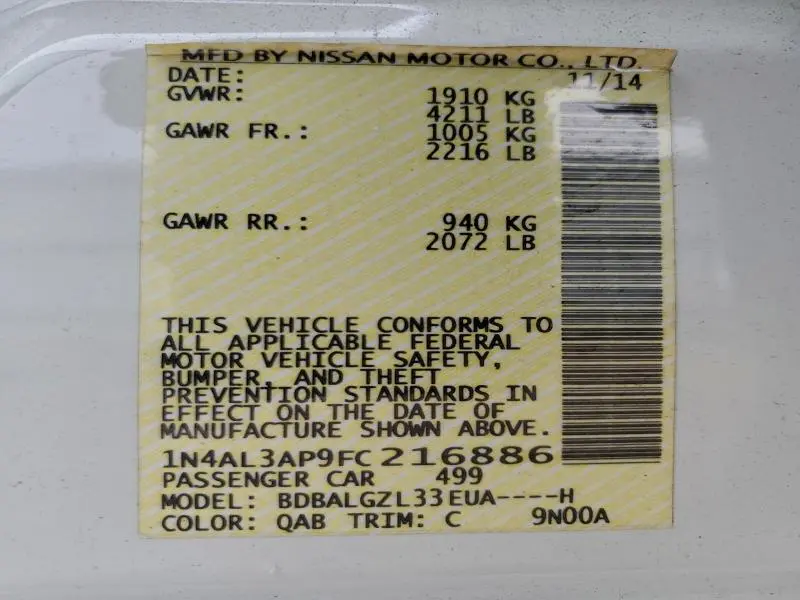 MFD BY NISSAN MOTOR CO., LTD.
DATE: 11/14
GVWR: 1910 KG
4211 LB
GAWR FR.: 1005 KG
2216 LB
GAWR RR.: 940 KG
2072 LB
THIS VEHICLE CONFORMS TO
ALL APPLICABLE FEDERAL
MOTOR VEHICLE SAFETY,
BUMPER, AND THEFT
PREVENTION STANDARDS IN
EFFECT ON THE DATE OF
MANUFACTURE SHOWN ABOVE.
1N4AL3AP9FC216886
PASSENGER CAR 499
MODEL: BDBALGZL33EUA----H
COLOR: QAB TRIM: C 9N00A